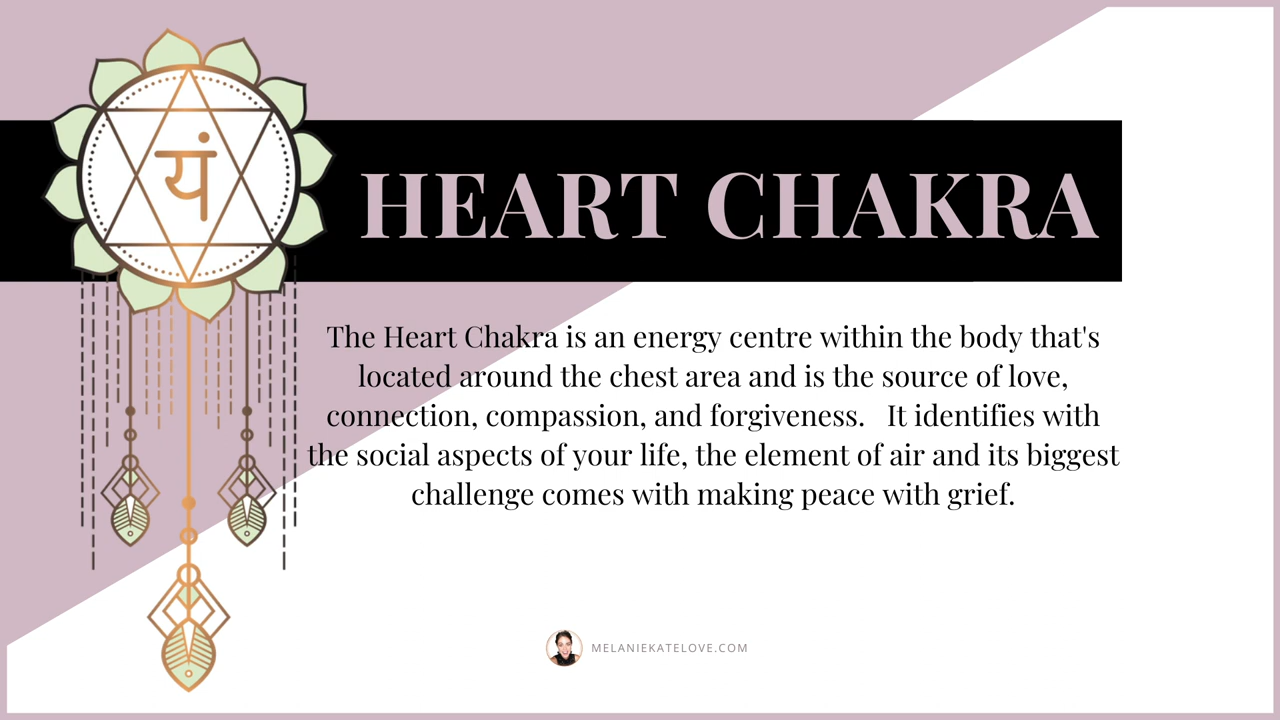 यं
HEART CHAKRA
The Heart Chakra is an energy centre within the body that's
located around the chest area and is the source of love,
connection, compassion, and forgiveness.   It identifies with
the social aspects of your life, the element of air and its biggest
challenge comes with making peace with grief.
MELANIEKATELOVE.COM